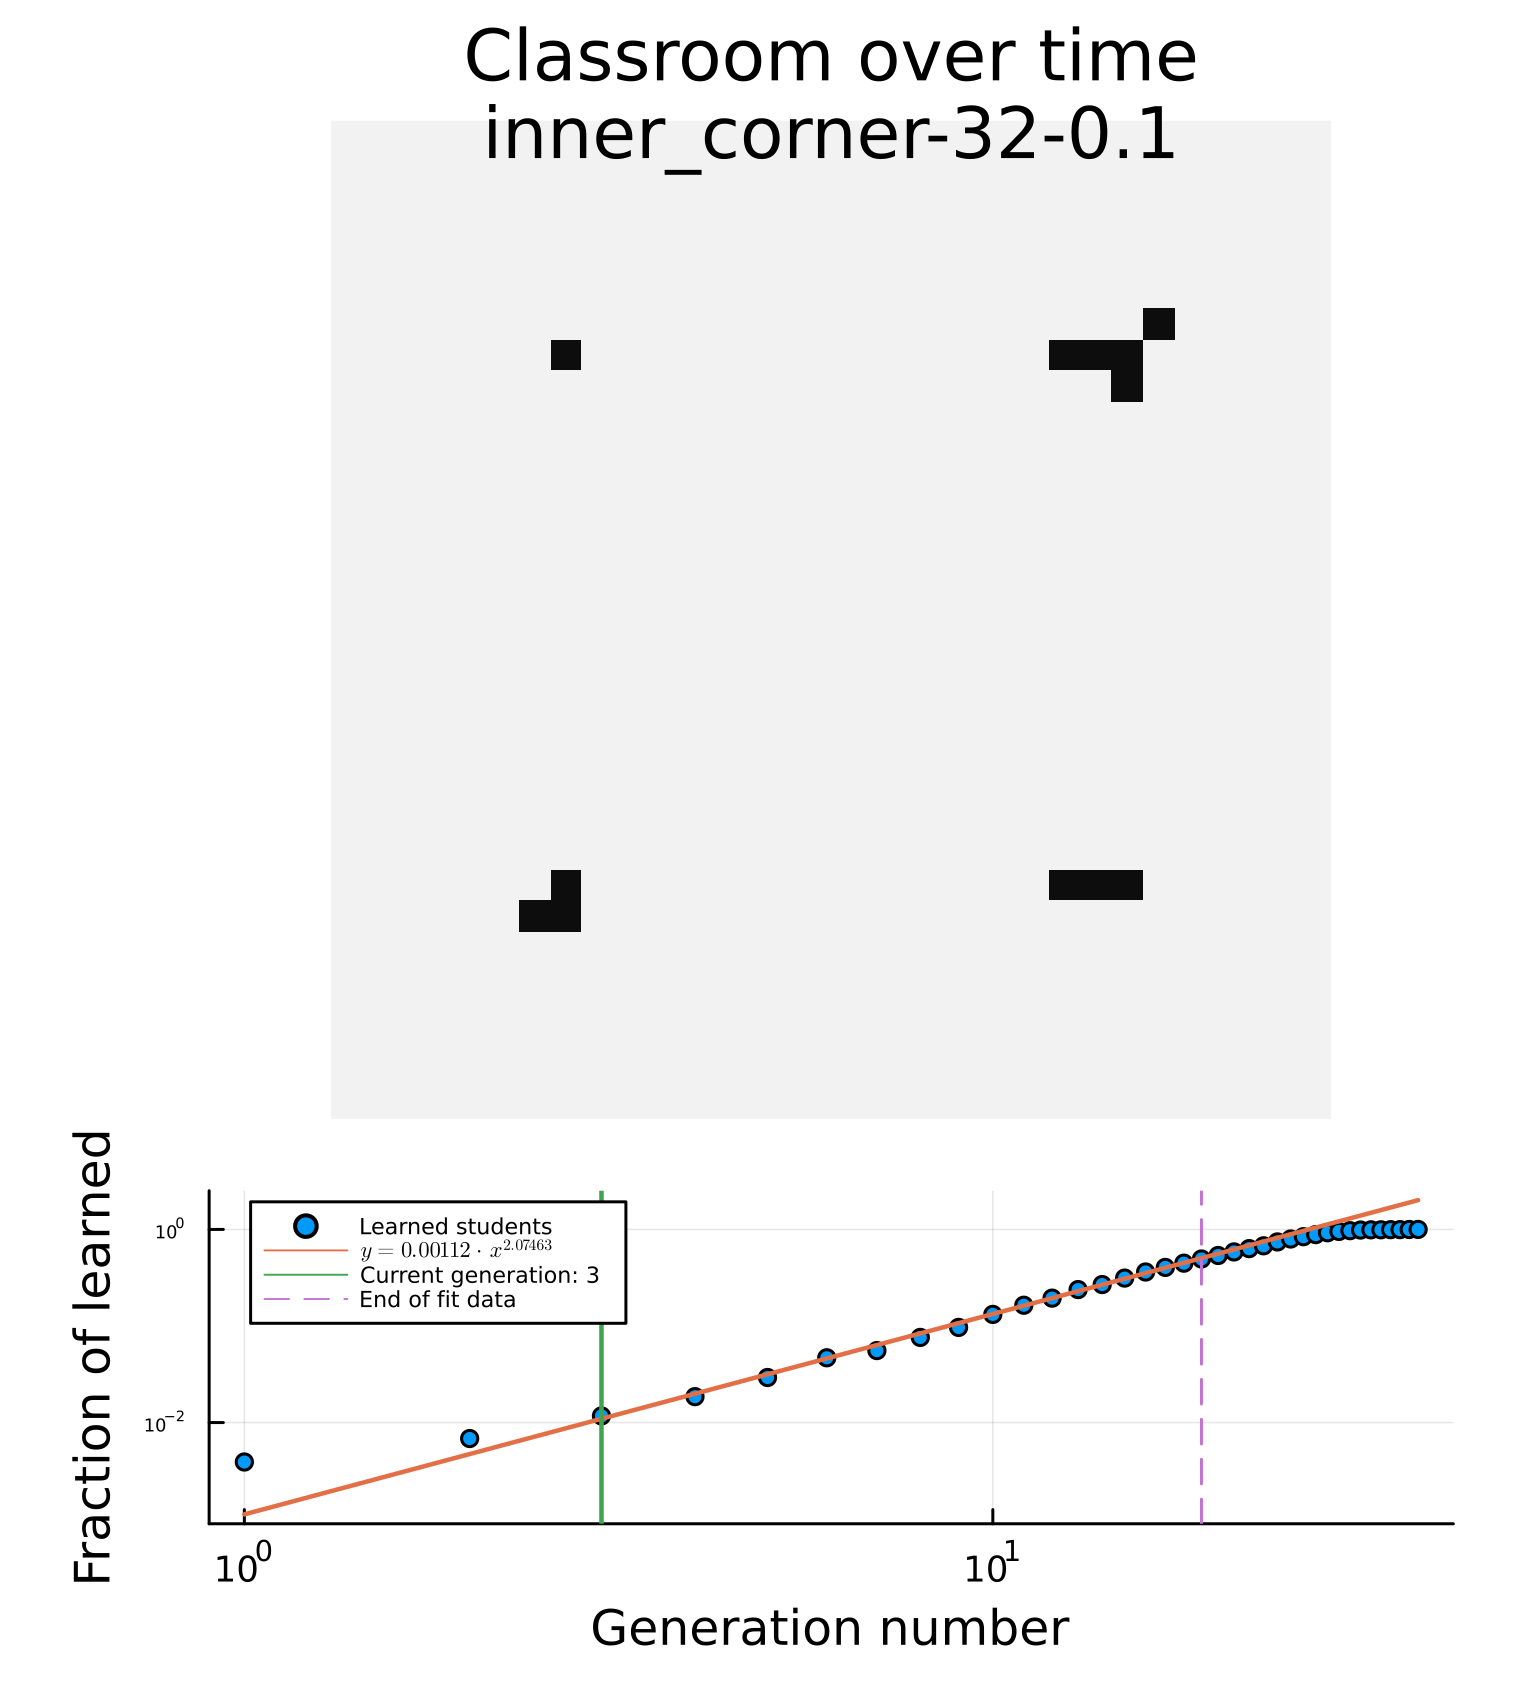 Classroom over time
inner_corner-32-0.1
Fraction of learned
10^0
10^−2
Learned students
y = 0.00112 · x^2.07463
Current generation: 3
End of fit data
10^0
10^1
Generation number